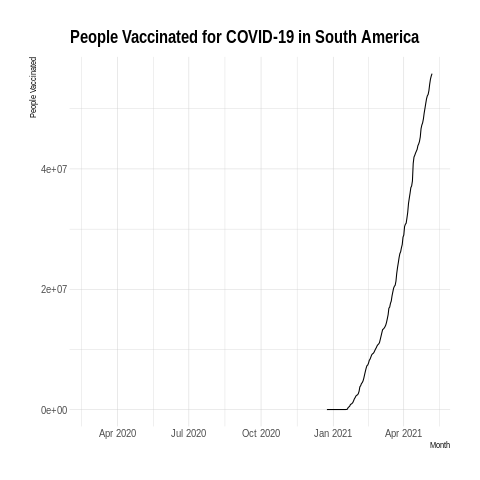 People Vaccinated for COVID-19 in South America
People Vaccinated
4e+07
2e+07
0e+00
Apr 2020 Jul 2020 Oct 2020 Jan 2021 Apr 2021
Month